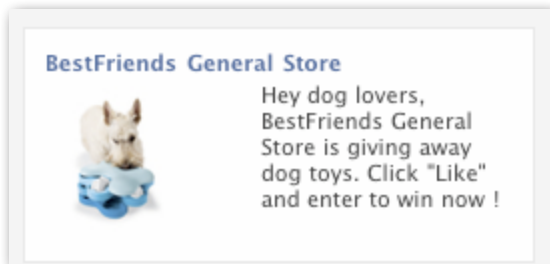 BestFriends General Store
Hey dog lovers,
BestFriends General
Store is giving away
dog toys. Click "Like"
and enter to win now !